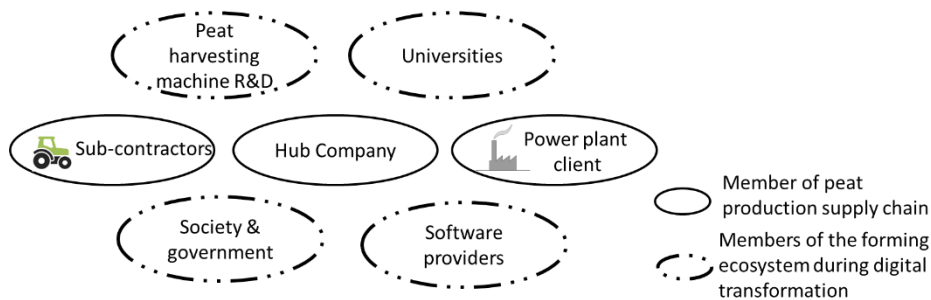 Peat
harvesting
machine R&D
Universities
Sub-contractors
Hub Company
Power plant
client
Society &
government
Software
providers
Member of peat
production supply chain
Members of the forming
ecosystem during digital
transformation